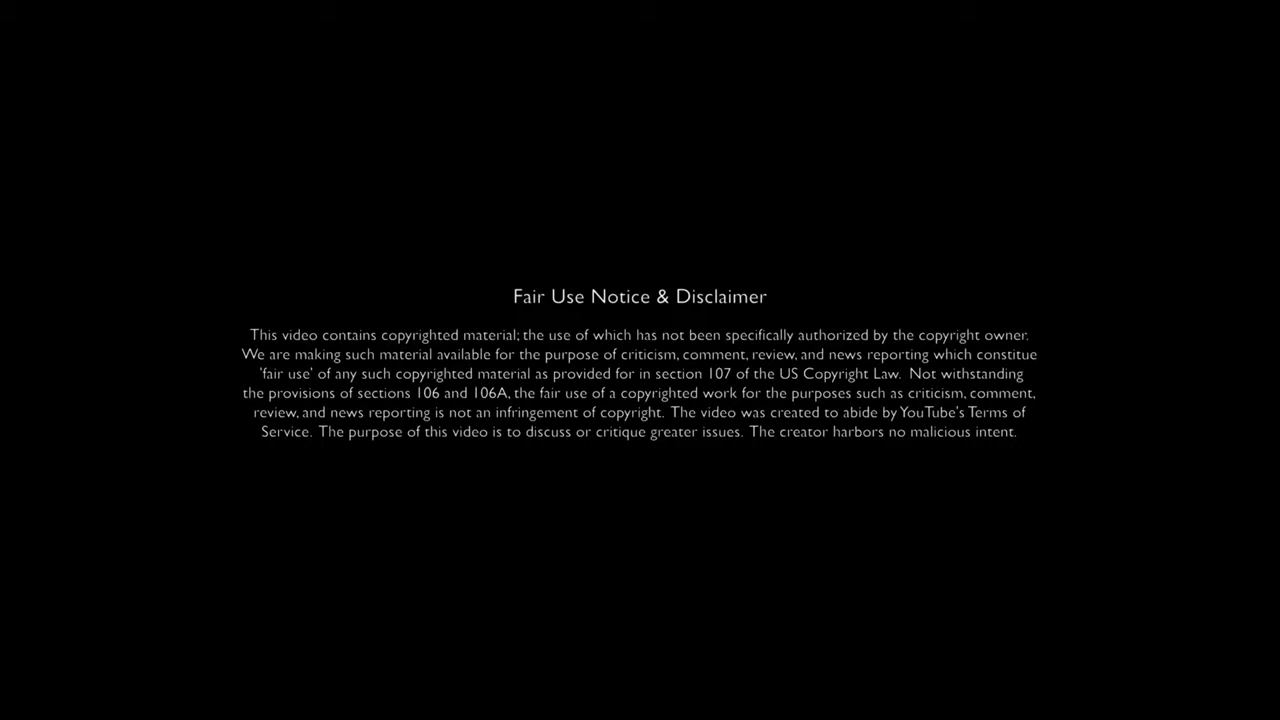 Fair Use Notice & Disclaimer
This video contains copyrighted material; the use of which has not been specifically authorized by the copyright owner.
We are making such material available for the purpose of criticism, comment, review, and news reporting which constitue
'fair use' of any such copyrighted material as provided for in section 107 of the US Copyright Law. Not withstanding
the provisions of sections 106 and 106A, the fair use of a copyrighted work for the purposes such as criticism, comment,
review, and news reporting is not an infringement of copyright. The video was created to abide by YouTube's Terms of
Service. The purpose of this video is to discuss or critique greater issues. The creator harbors no malicious intent.